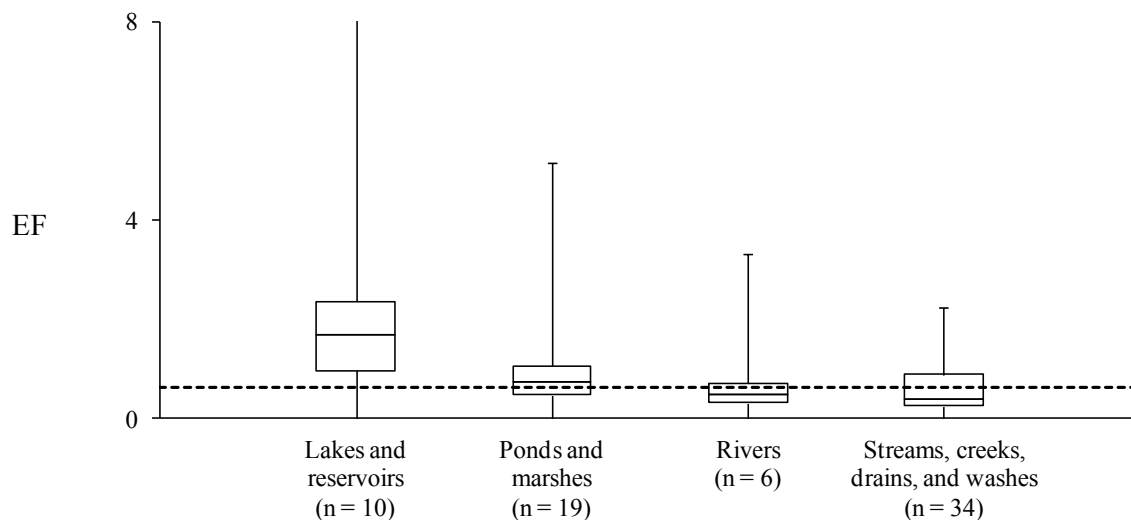 8
4
0
EF
Lakes and
reservoirs
(n = 10)
Ponds and
marshes
(n = 19)
Rivers
(n = 6)
Streams, creeks,
drains, and washes
(n = 34)